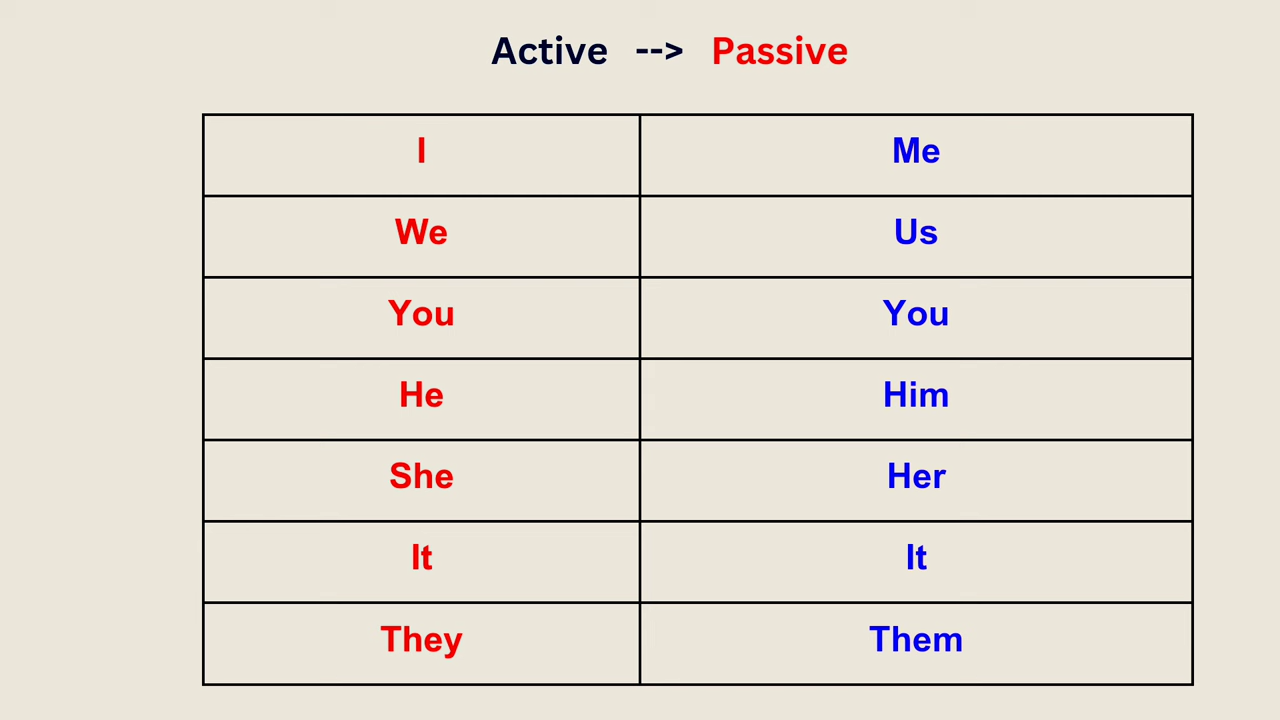 Active --> Passive
I Me
We Us
You You
He Him
She Her
It It
They Them